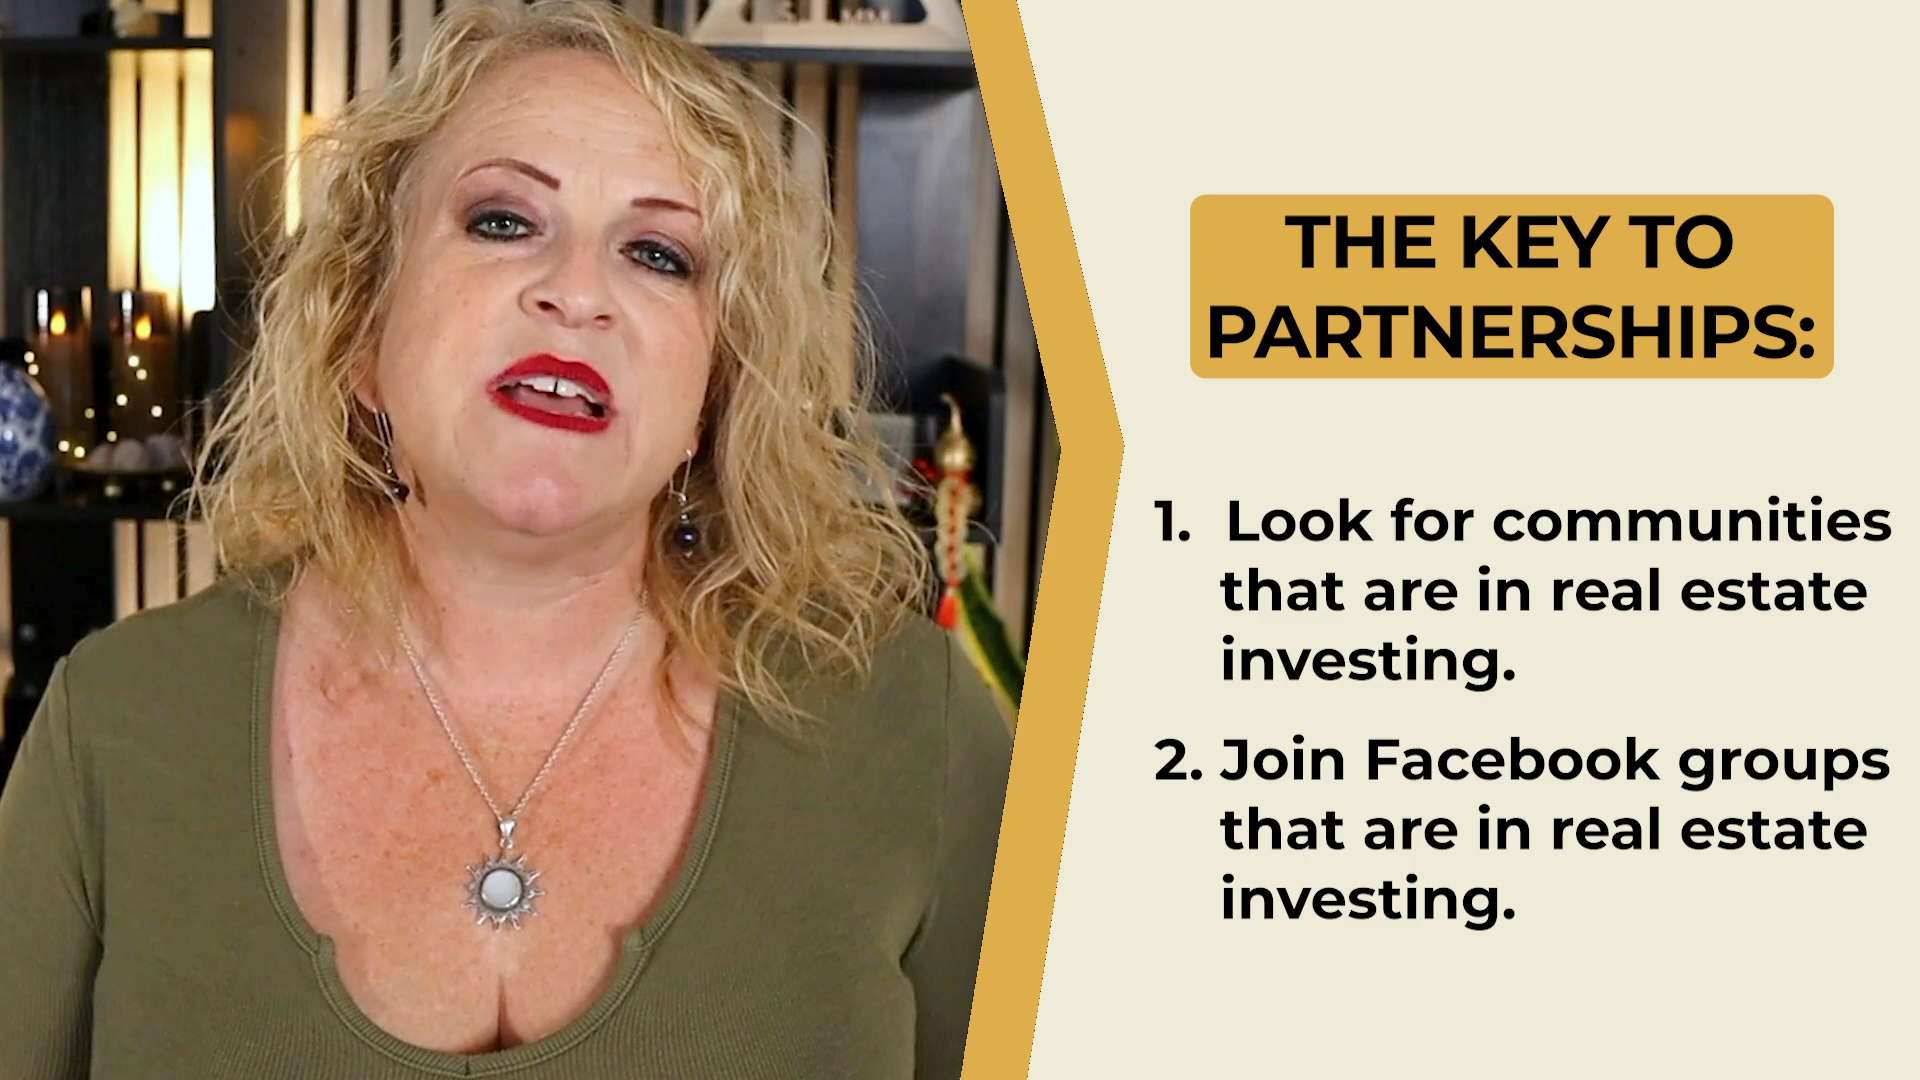 THE KEY TO
PARTNERSHIPS:
1. Look for communities
that are in real estate
investing.
2. Join Facebook groups
that are in real estate
investing.